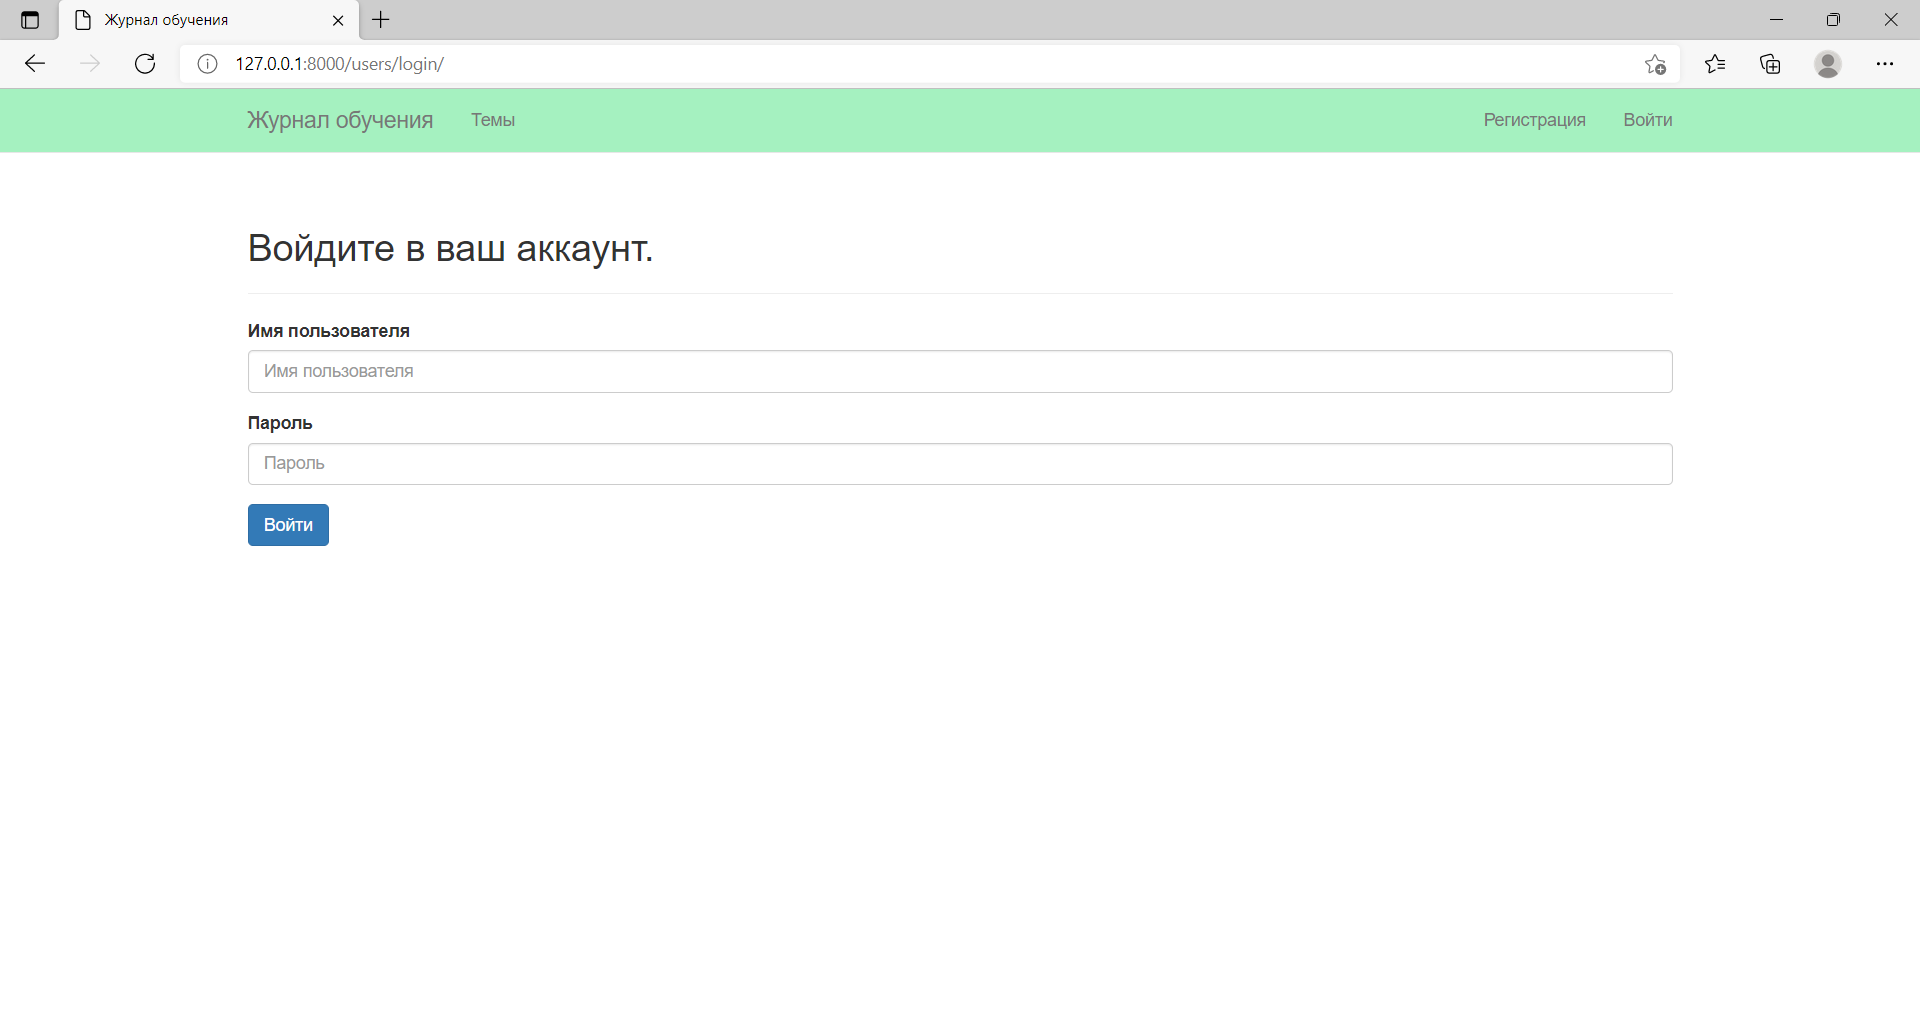 Журнал обучения
127.0.0.1:8000/users/login/
Журнал обучения Темы Регистрация Войти
Войдите в ваш аккаунт.
Имя пользователя
Имя пользователя
Пароль
Пароль
Войти